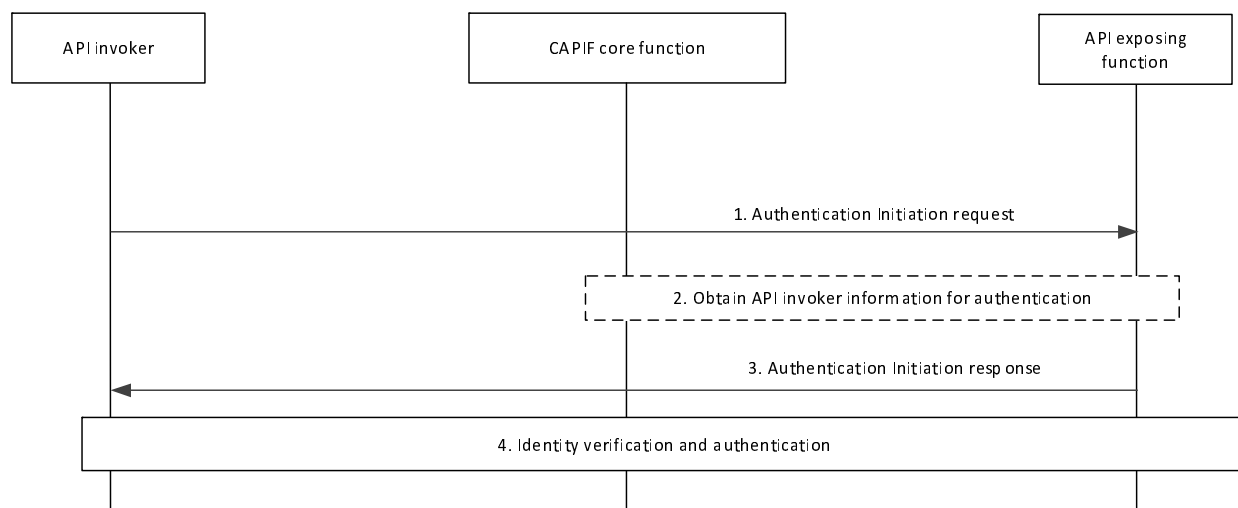 API invoker
CAPIF core function
API exposing
function
1. Authentication Initiation request
2. Obtain API invoker information for authentication
3. Authentication Initiation response
4. Identity verification and authentication